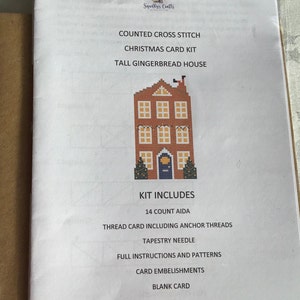 Crafts
COUNTED CROSS STITCH
CHRISTMAS CARD KIT
TALL GINGERBREAD HOUSE
KIT INCLUDES
14 COUNT AIDA
THREAD CARD INCLUDING ANCHOR THREADS
TAPESTRY NEEDLE
FULL INSTRUCTIONS AND PATTERNS
CARD EMBELISHMENTS
BLANK CARD